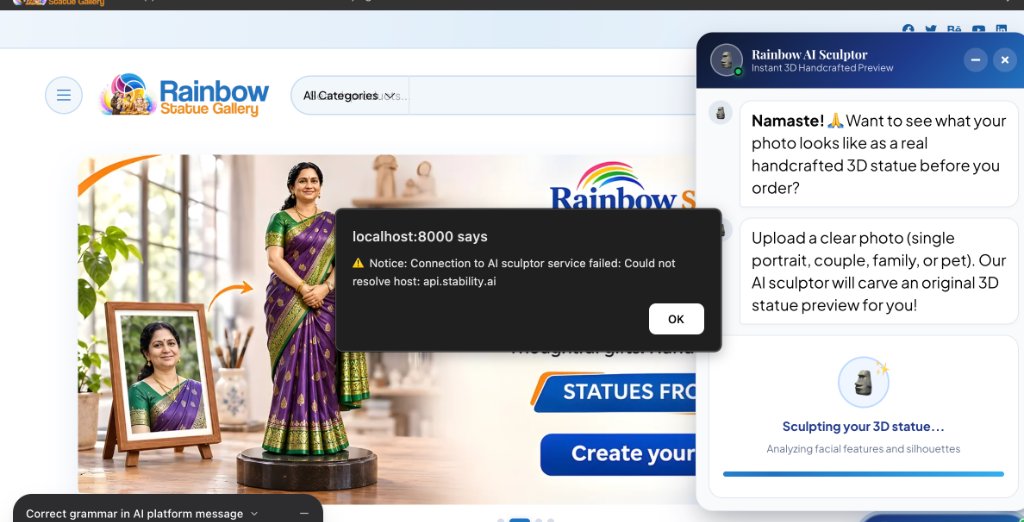 Statue Gallery
Rainbow
Statue Gallery
All Categories
Rainbow S
STATUES FRO
Create your
localhost:8000 says
⚠️ Notice: Connection to AI sculptor service failed: Could not
resolve host: api.stability.ai
OK
Rainbow AI Sculptor
Instant 3D Handcrafted Preview
Namaste! 🙏 Want to see what your
photo looks like as a real
handcrafted 3D statue before you
order?
Upload a clear photo (single
portrait, couple, family, or pet). Our
AI sculptor will carve an original 3D
statue preview for you!
Sculpting your 3D statue...
Analyzing facial features and silhouettes
Correct grammar in AI platform message